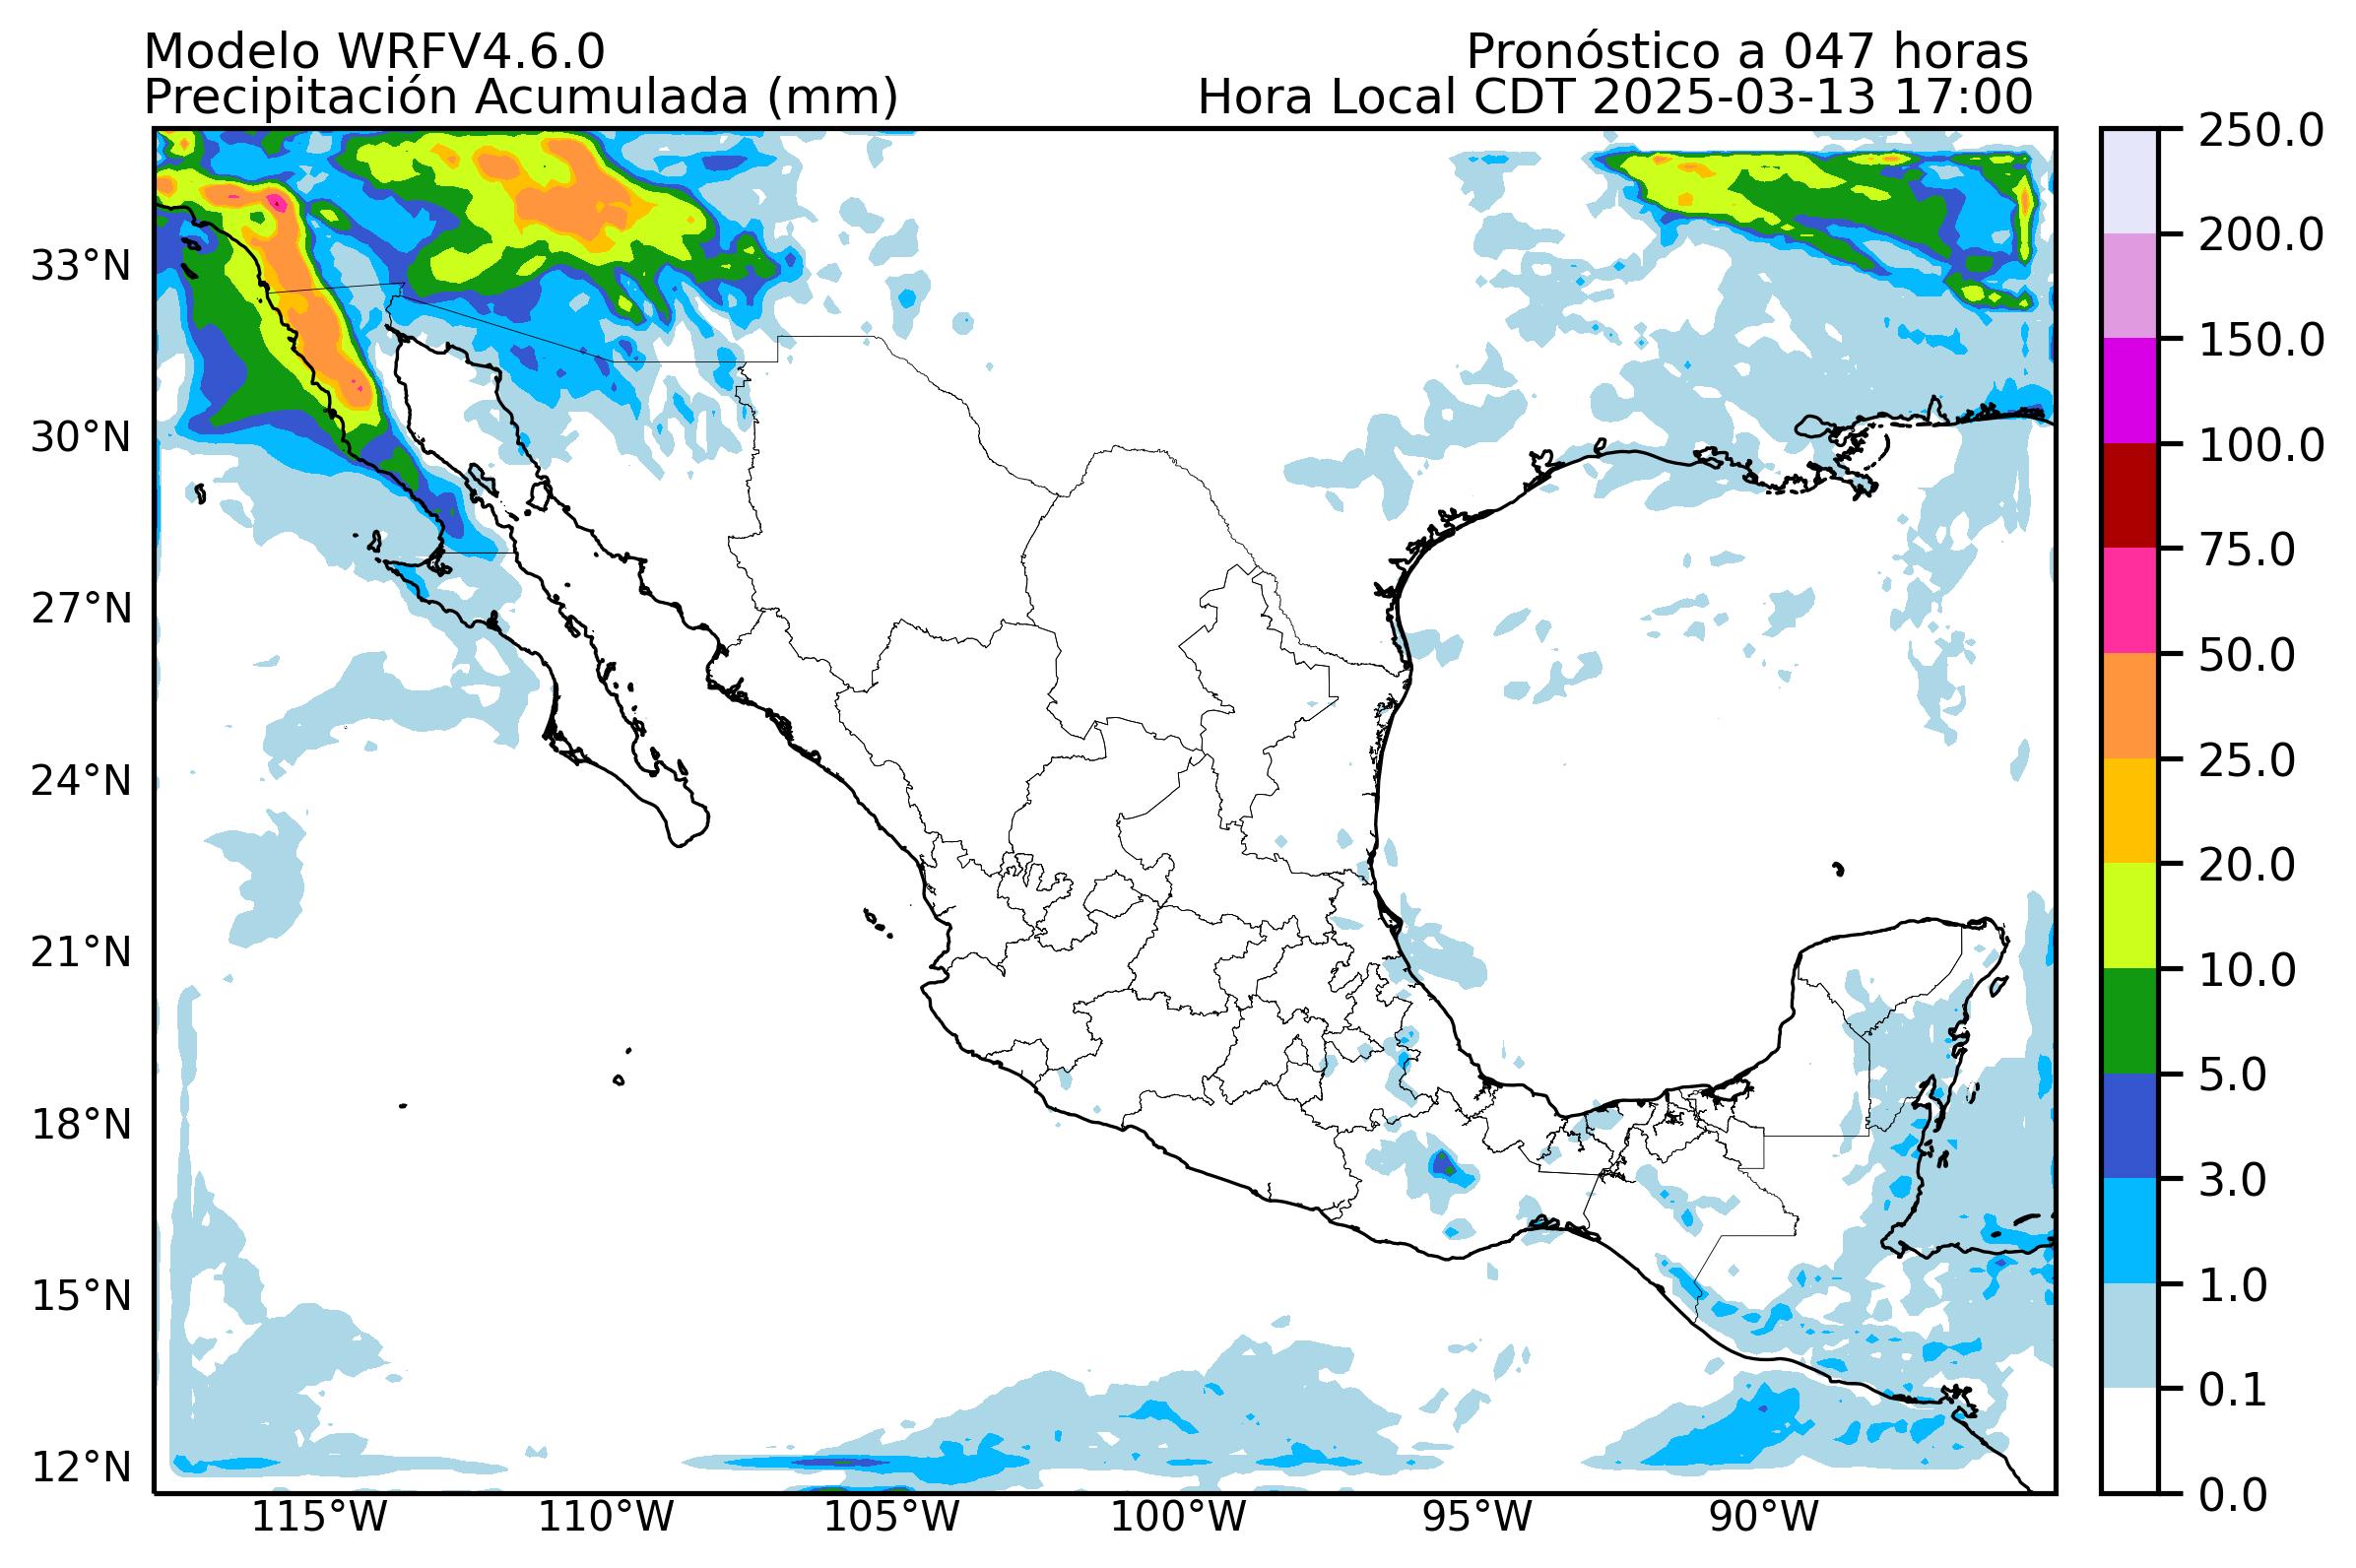 Modelo WRFV4.6.0
Pronóstico a 047 horas
Precipitación Acumulada (mm)
Hora Local CDT 2025-03-13 17:00
33°N
30°N
27°N
24°N
21°N
18°N
15°N
12°N
115°W
110°W
105°W
100°W
95°W
90°W
250.0
200.0
150.0
100.0
75.0
50.0
25.0
20.0
10.0
5.0
3.0
1.0
0.1
0.0